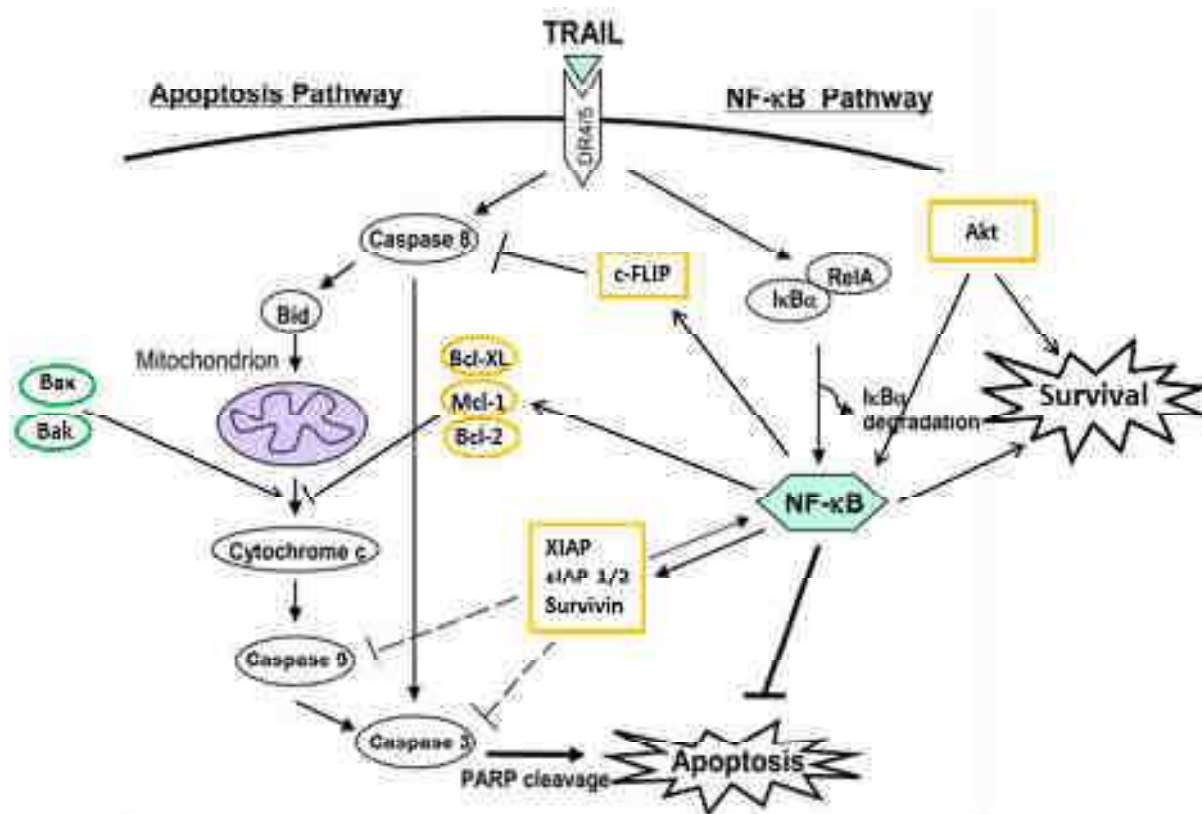 TRAIL
Apoptosis Pathway
NF-κB Pathway
DR4/5
Caspase 8
c-FLIP
RelA
IκBα
Akt
Bid
Mitochondrion
Bax
Bak
Bcl-XL
Mcl-1
Bcl-2
IκBα
degradation
Survival
NF-κB
Cytochrome c
XIAP
cIAP 1/2
Survivin
Caspase 9
Caspase 3
PARP cleavage
Apoptosis